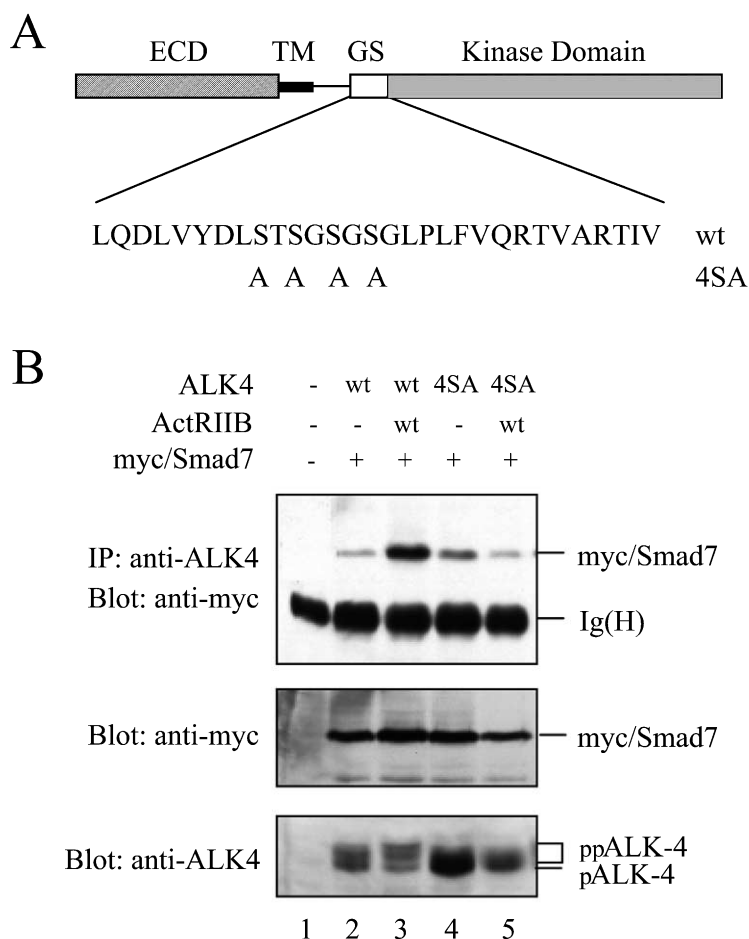 A
ECD TM GS Kinase Domain
LQDLVYDLSTSGSGSGLPLFVQRTVARTIV wt
A A A A 4SA
B
ALK4 - wt wt 4SA 4SA
ActRIIB - - wt - wt
myc/Smad7 - + + + +
IP: anti-ALK4 myc/Smad7
Blot: anti-myc Ig(H)
Blot: anti-myc myc/Smad7
ppALK-4
Blot: anti-ALK4 pALK-4
1 2 3 4 5